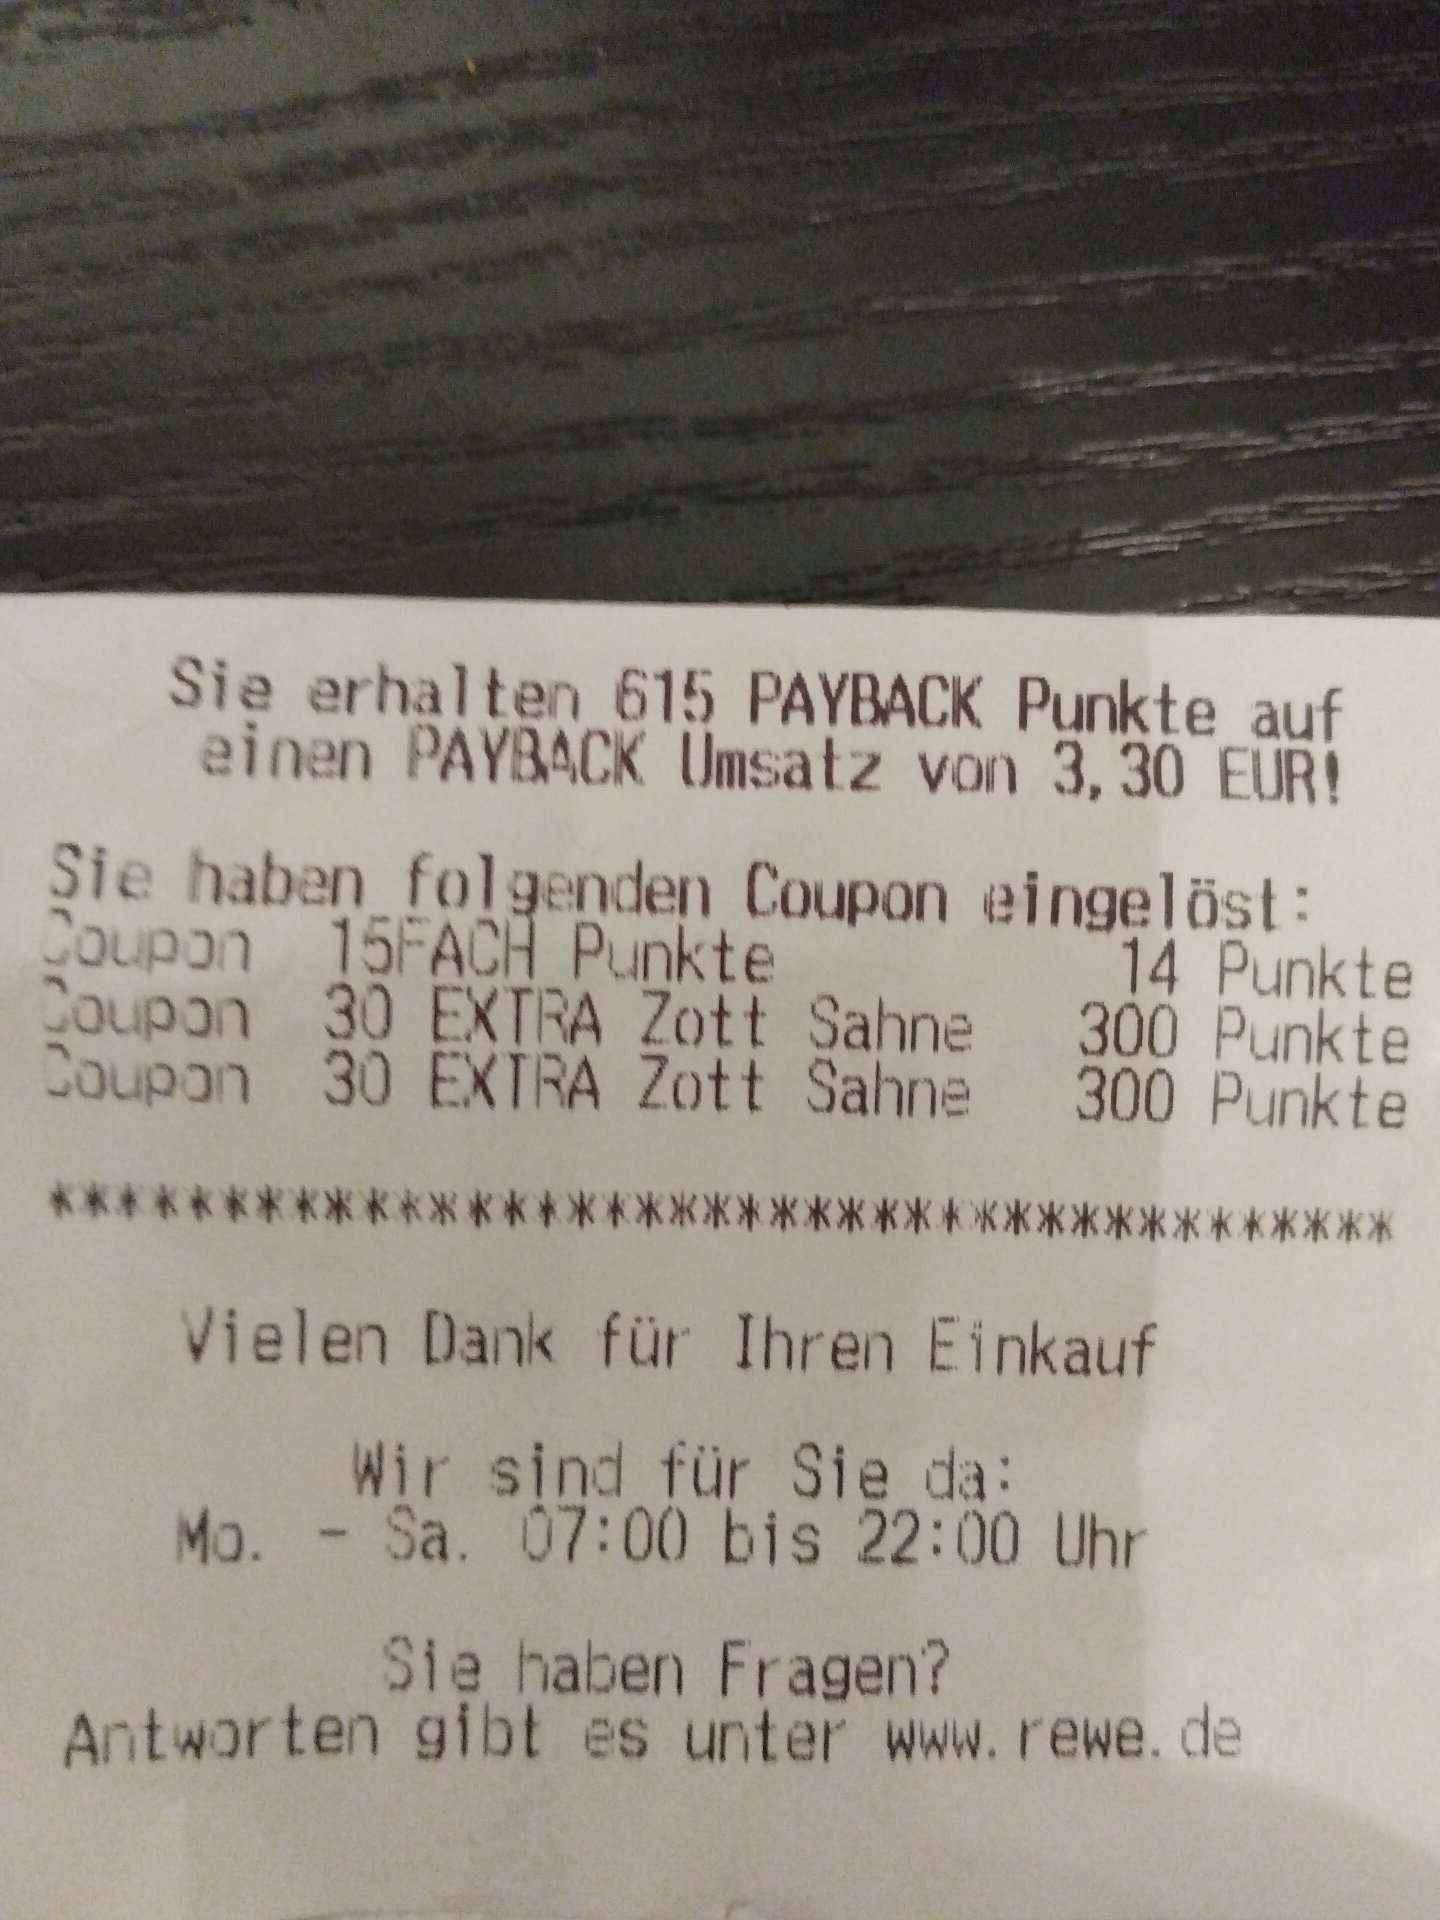 Sie erhalten 615 PAYBACK Punkte auf
einen PAYBACK Umsatz von 3,30 EUR!
Sie haben folgenden Coupon eingelöst:
Coupon 15FACH Punkte 14 Punkte
Coupon 30 EXTRA Zott Sahne 300 Punkte
Coupon 30 EXTRA Zott Sahne 300 Punkte
****************************************
Vielen Dank für Ihren Einkauf
Wir sind für Sie da:
Mo. - Sa. 07:00 bis 22:00 Uhr
Sie haben Fragen?
Antworten gibt es unter www.rewe.de